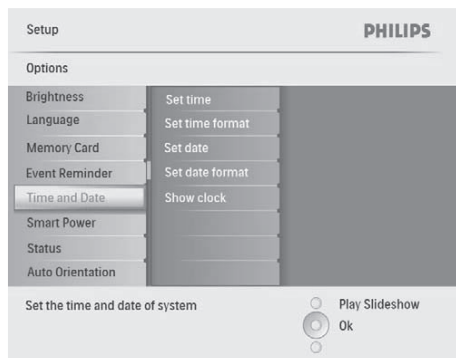 Setup
PHILIPS
Options
Brightness
Language
Memory Card
Event Reminder
Time and Date
Smart Power
Status
Auto Orientation
Set time
Set time format
Set date
Set date format
Show clock
Set the time and date of system
Play Slideshow
Ok